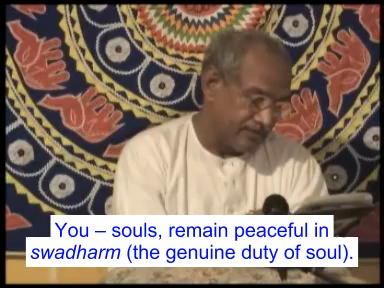 You – souls, remain peaceful in
swadharm (the genuine duty of soul).